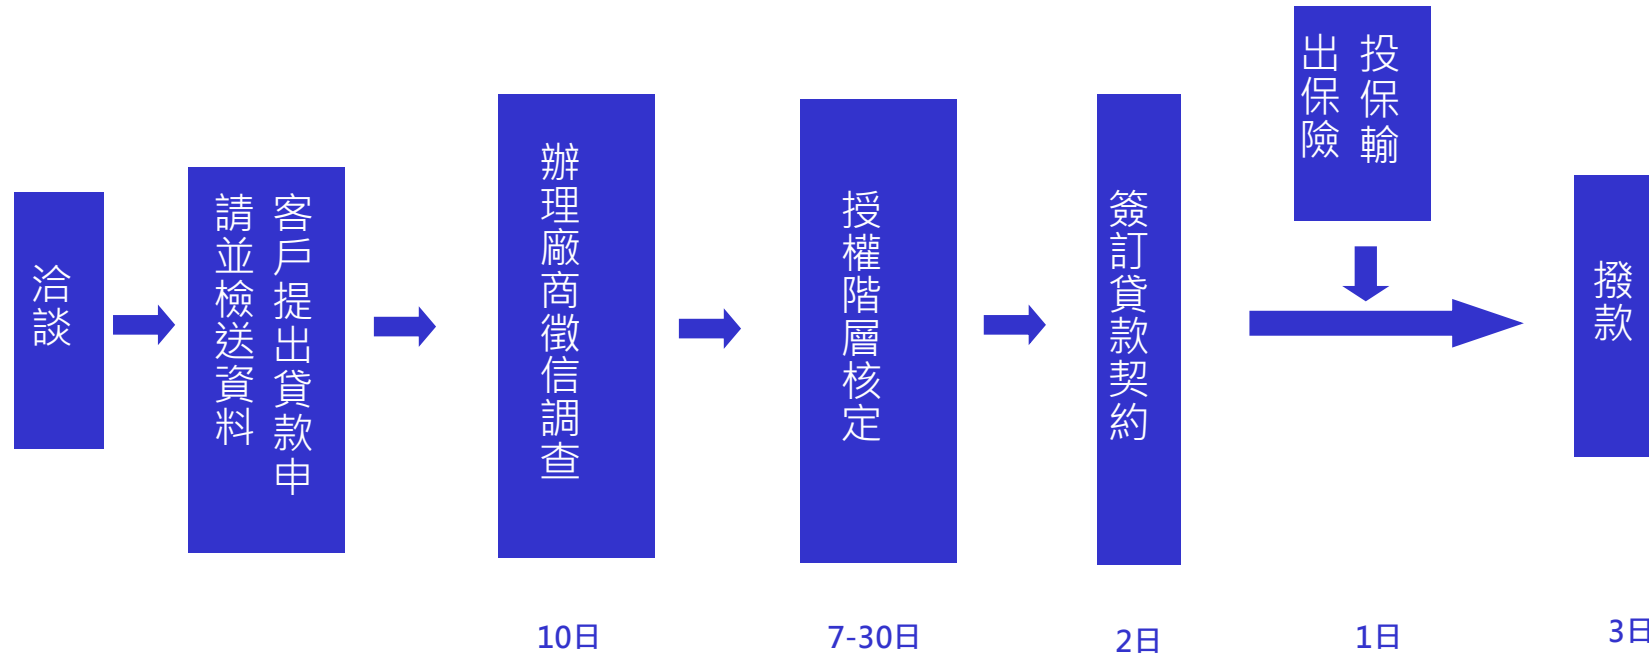 洽談
客戶提出貸款申
請並檢送資料
辦理廠商徵信調查
授權階層核定
簽訂貸款契約
投保輸
出保險
撥款
10日
7-30日
2日
1日
3日